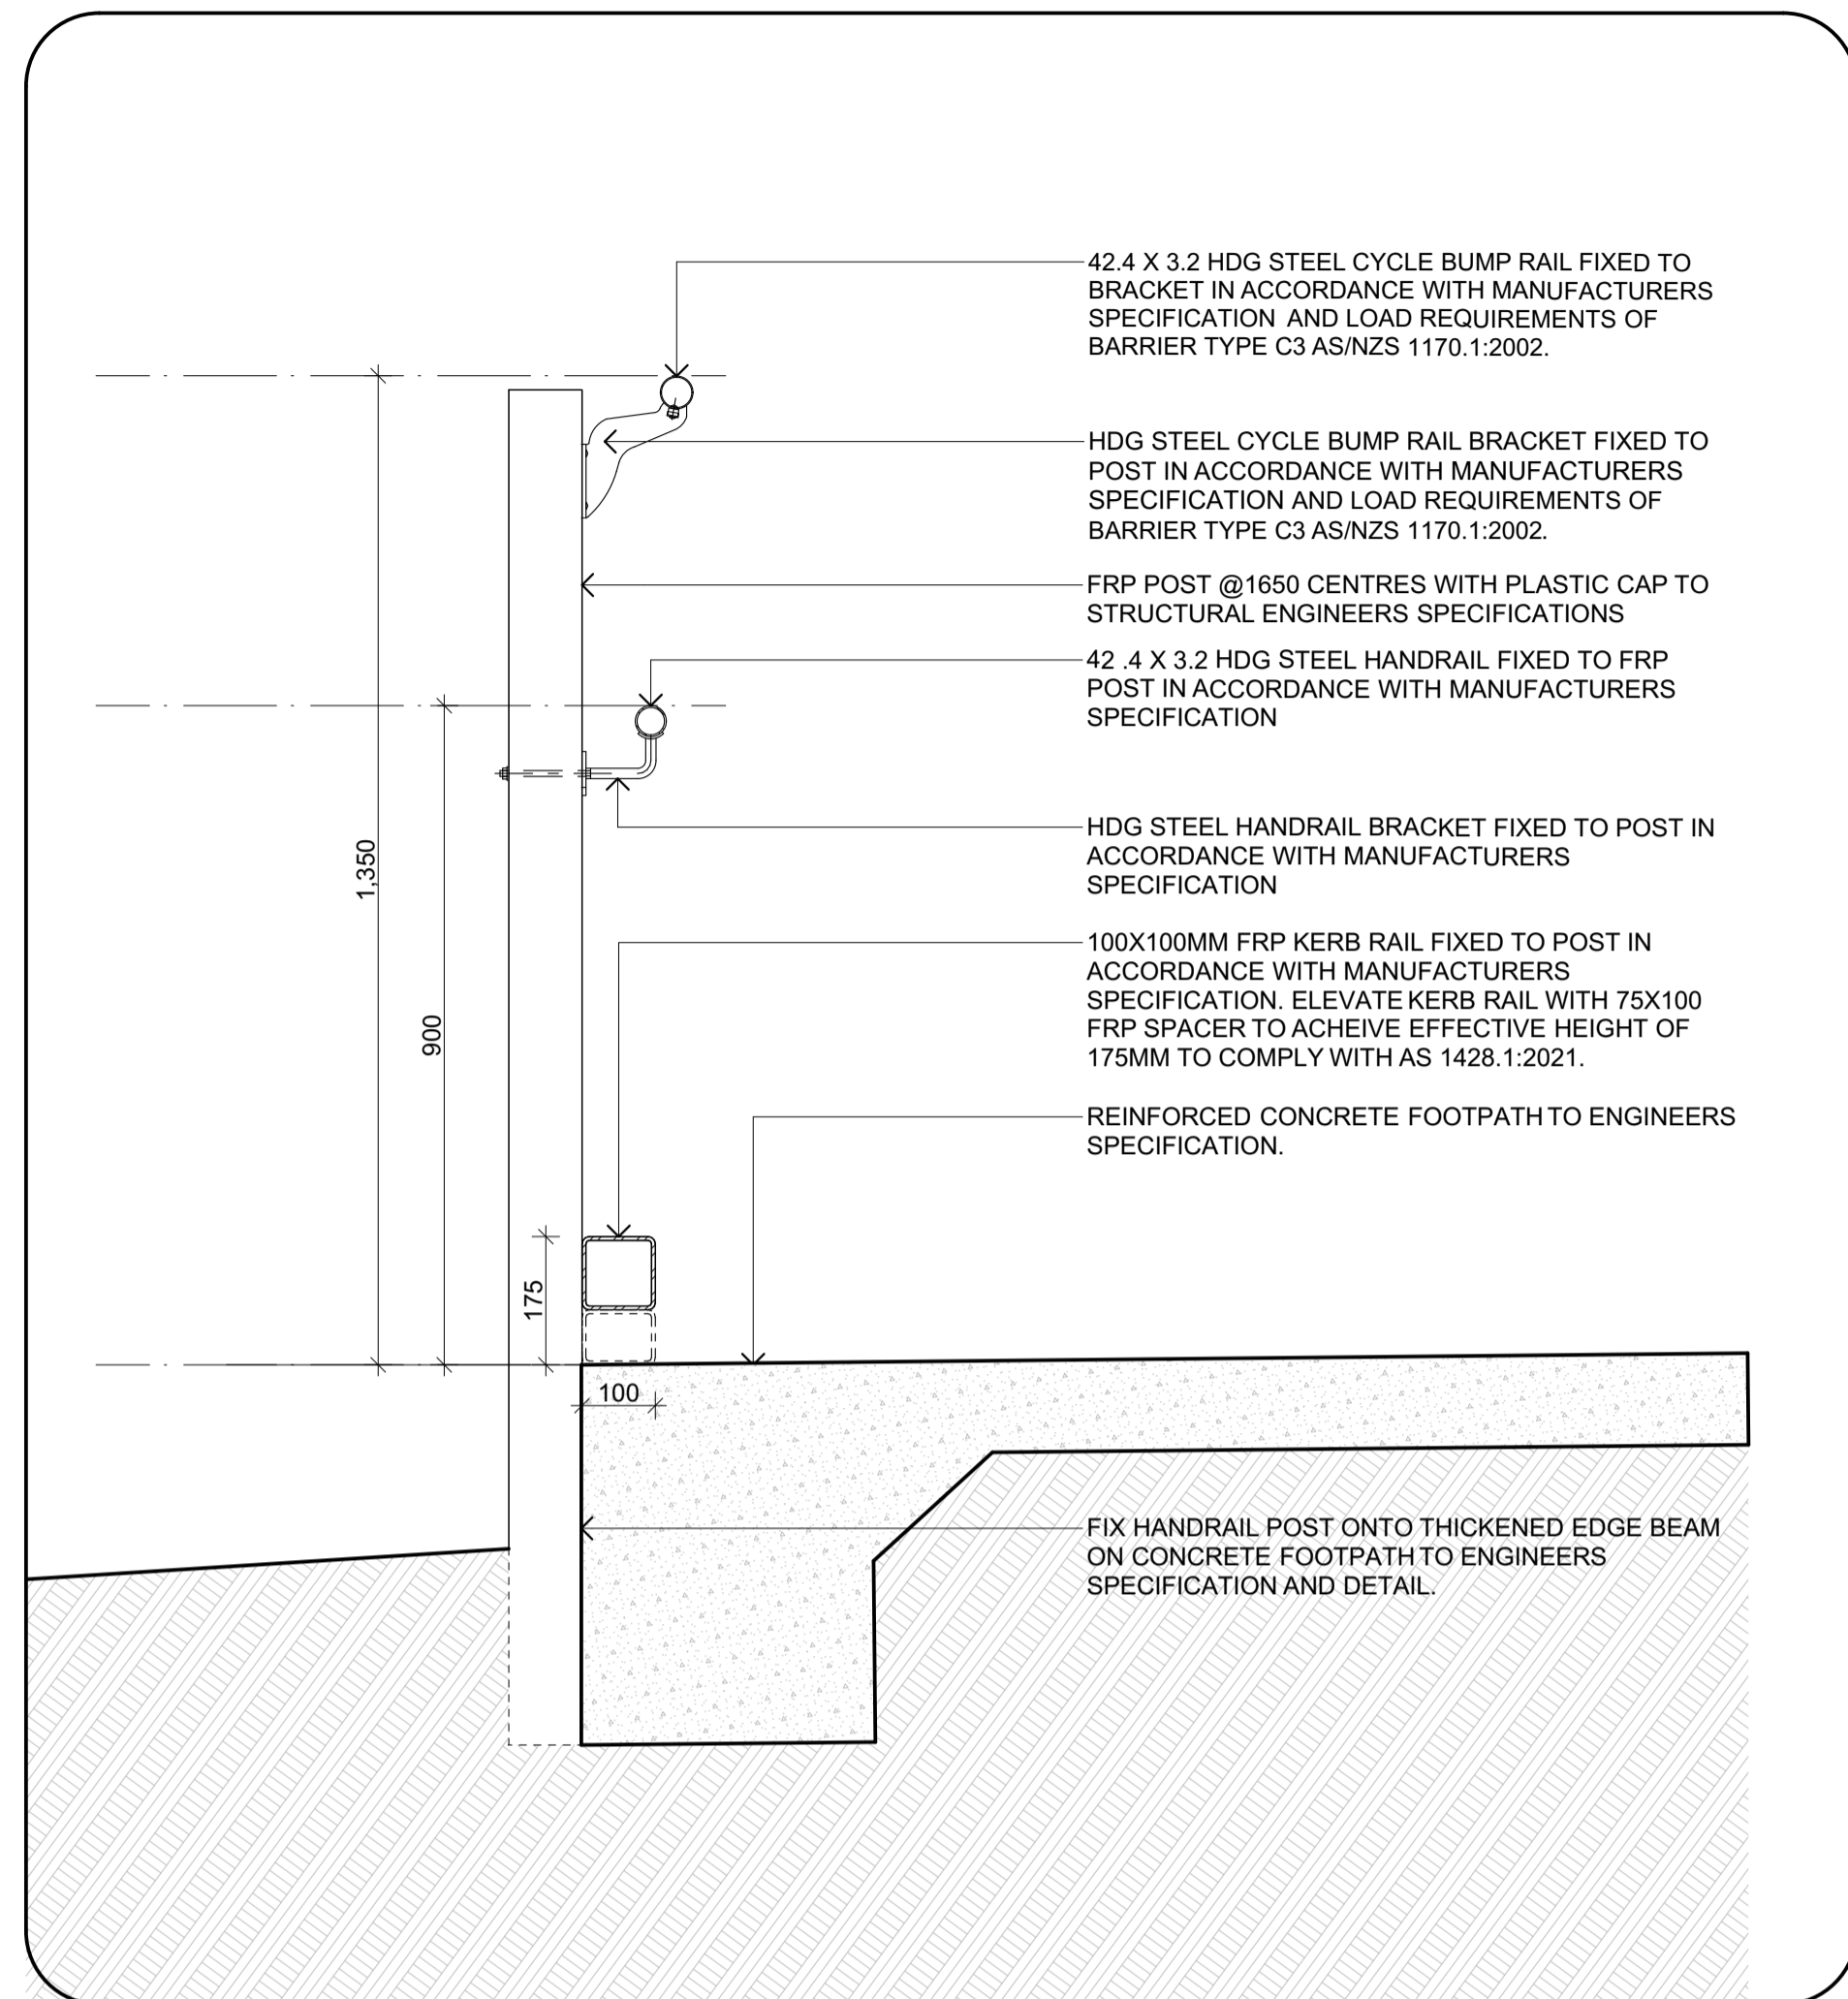 42.4 X 3.2 HDG STEEL CYCLE BUMP RAIL FIXED TO
BRACKET IN ACCORDANCE WITH MANUFACTURERS
SPECIFICATION AND LOAD REQUIREMENTS OF
BARRIER TYPE C3 AS/NZS 1170.1:2002.
HDG STEEL CYCLE BUMP RAIL BRACKET FIXED TO
POST IN ACCORDANCE WITH MANUFACTURERS
SPECIFICATION AND LOAD REQUIREMENTS OF
BARRIER TYPE C3 AS/NZS 1170.1:2002.
FRP POST @1650 CENTRES WITH PLASTIC CAP TO
STRUCTURAL ENGINEERS SPECIFICATIONS
42 .4 X 3.2 HDG STEEL HANDRAIL FIXED TO FRP
POST IN ACCORDANCE WITH MANUFACTURERS
SPECIFICATION
HDG STEEL HANDRAIL BRACKET FIXED TO POST IN
ACCORDANCE WITH MANUFACTURERS
SPECIFICATION
1,350
900
100X100MM FRP KERB RAIL FIXED TO POST IN
ACCORDANCE WITH MANUFACTURERS
SPECIFICATION. ELEVATE KERB RAIL WITH 75X100
FRP SPACER TO ACHEIVE EFFECTIVE HEIGHT OF
175MM TO COMPLY WITH AS 1428.1:2021.
REINFORCED CONCRETE FOOTPATH TO ENGINEERS
SPECIFICATION.
175
100
FIX HANDRAIL POST ONTO THICKENED EDGE BEAM
ON CONCRETE FOOTPATH TO ENGINEERS
SPECIFICATION AND DETAIL.